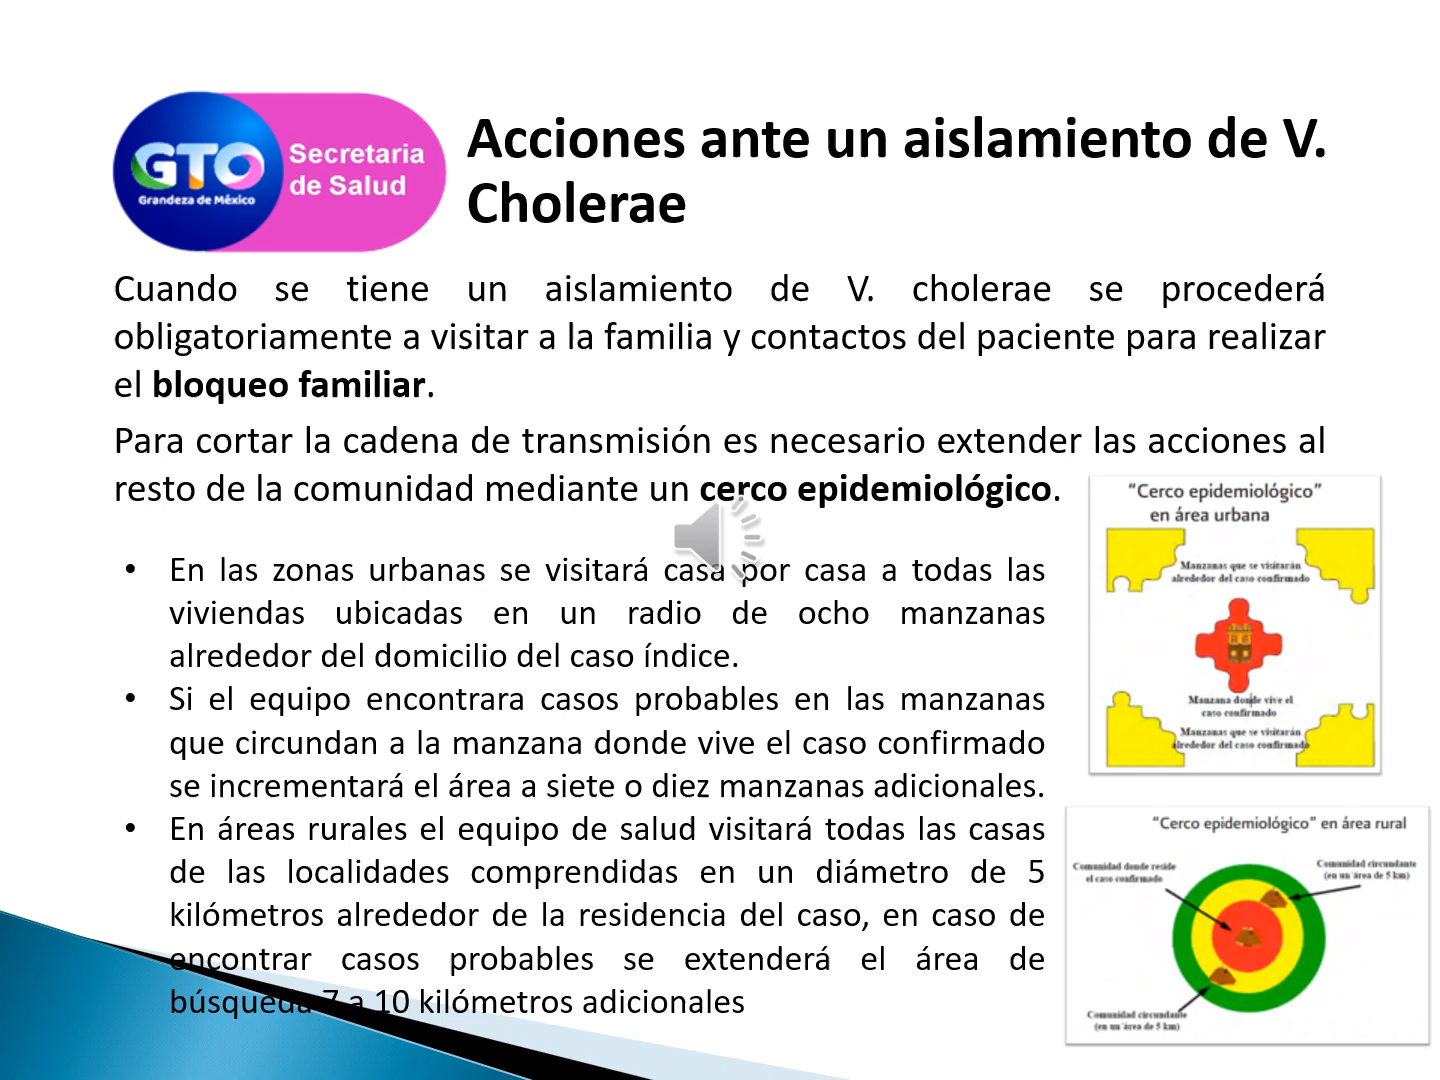 GTO
Grandeza de México
Secretaria
de Salud
Acciones ante un aislamiento de V.
Cholerae
Cuando se tiene un aislamiento de V. cholerae se procederá
obligatoriamente a visitar a la familia y contactos del paciente para realizar
el bloqueo familiar.
Para cortar la cadena de transmisión es necesario extender las acciones al
resto de la comunidad mediante un cerco epidemiológico.
• En las zonas urbanas se visitará casa por casa a todas las
viviendas ubicadas en un radio de ocho manzanas
alrededor del domicilio del caso índice.
• Si el equipo encontrara casos probables en las manzanas
que circundan a la manzana donde vive el caso confirmado
se incrementará el área a siete o diez manzanas adicionales.
• En áreas rurales el equipo de salud visitará todas las casas
de las localidades comprendidas en un diámetro de 5
kilómetros alrededor de la residencia del caso, en caso de
encontrar casos probables se extenderá el área de
búsqueda 7 a 10 kilómetros adicionales
“Cerco epidemiológico”
en área urbana
Manzanas que se visitarán
alrededor del caso confirmado
Manzana donde vive el
caso confirmado
Manzanas que se visitarán
alrededor del caso confirmado
“Cerco epidemiológico” en área rural
Comunidad donde reside
el caso confirmado
Comunidad circundante
(en un área de 5 km)
Comunidad circundante
(en un área de 5 km)